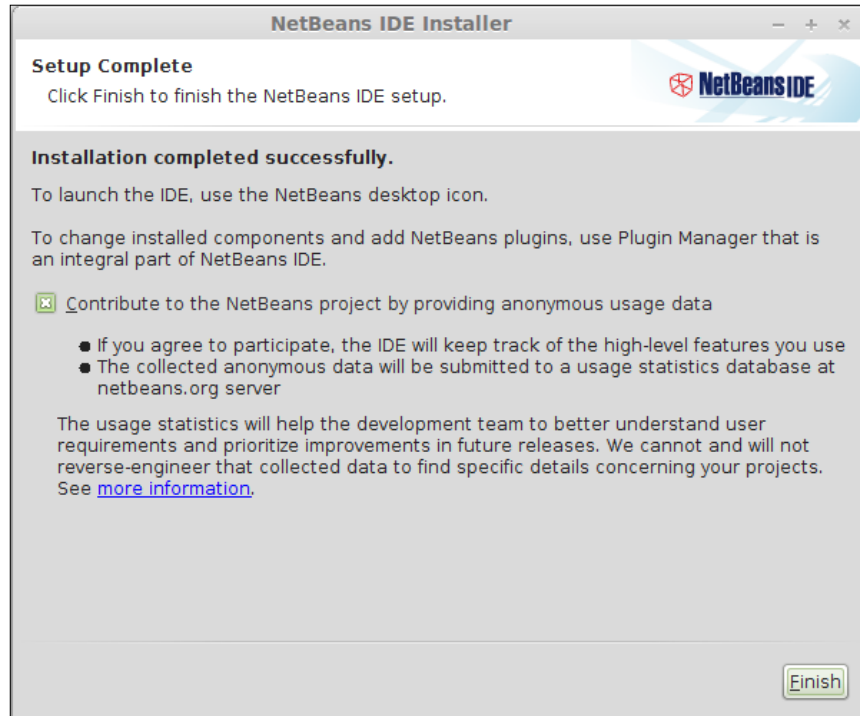 NetBeans IDE Installer
Setup Complete
Click Finish to finish the NetBeans IDE setup.
NetBeans IDE
Installation completed successfully.
To launch the IDE, use the NetBeans desktop icon.
To change installed components and add NetBeans plugins, use Plugin Manager that is
an integral part of NetBeans IDE.
Contribute to the NetBeans project by providing anonymous usage data
● If you agree to participate, the IDE will keep track of the high-level features you use
● The collected anonymous data will be submitted to a usage statistics database at
netbeans.org server
The usage statistics will help the development team to better understand user
requirements and prioritize improvements in future releases. We cannot and will not
reverse-engineer that collected data to find specific details concerning your projects.
See more information.
Finish